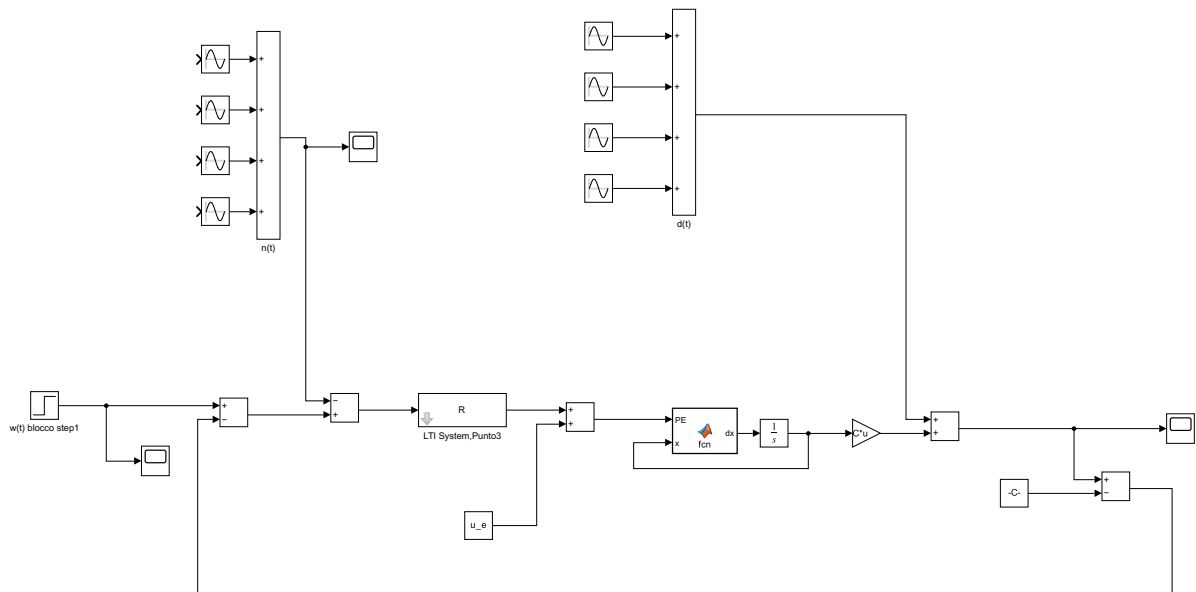 +
+
+
+
n(t)
+
+
+
+
d(t)
w(t) blocco step1
+
−
−
+
R
LTI System,Punto3
+
+
u_e
PE
x
fcn
dx
1
s
C*u
+
+
-C-
+
−